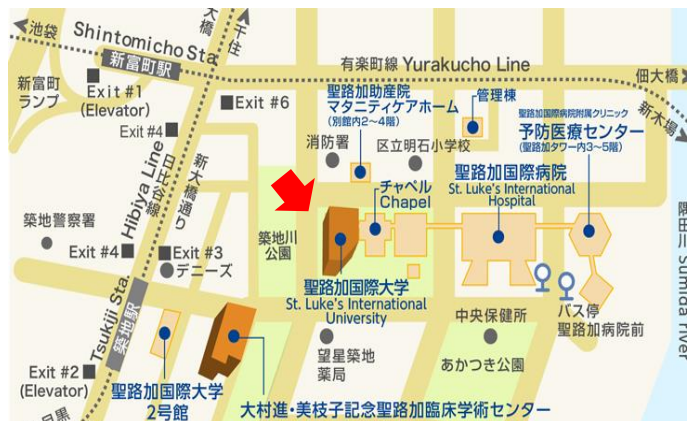 池袋
Shintomicho Sta.
新富町駅
大橋
千住
有楽町線 Yurakucho Line
佃大橋
新木場
新富町
ランプ
Exit #1
(Elevator)
Exit #6
Exit #4
聖路加助産院
マタニティケアホーム
(別館内2~4階)
管理棟
聖路加国際病院附属クリニック
予防医療センター
(聖路加タワー内3~5階)
消防署
区立明石小学校
Hibiya Line
日比谷線
新大橋通り
チャペル
Chapel
聖路加国際病院
St. Luke's International
Hospital
築地警察署
築地川
公園
Exit #4
Exit #3
デニーズ
聖路加国際大学
St. Luke's International
University
隅田川 Sumida river
Tsukiji Sta.
築地駅
中央保健所
バス停
聖路加病院前
望星築地
薬局
あかつき公園
Exit #2
(Elevator)
聖路加国際大学
2号館
大村進・美枝子記念聖路加臨床学術センター
目黒